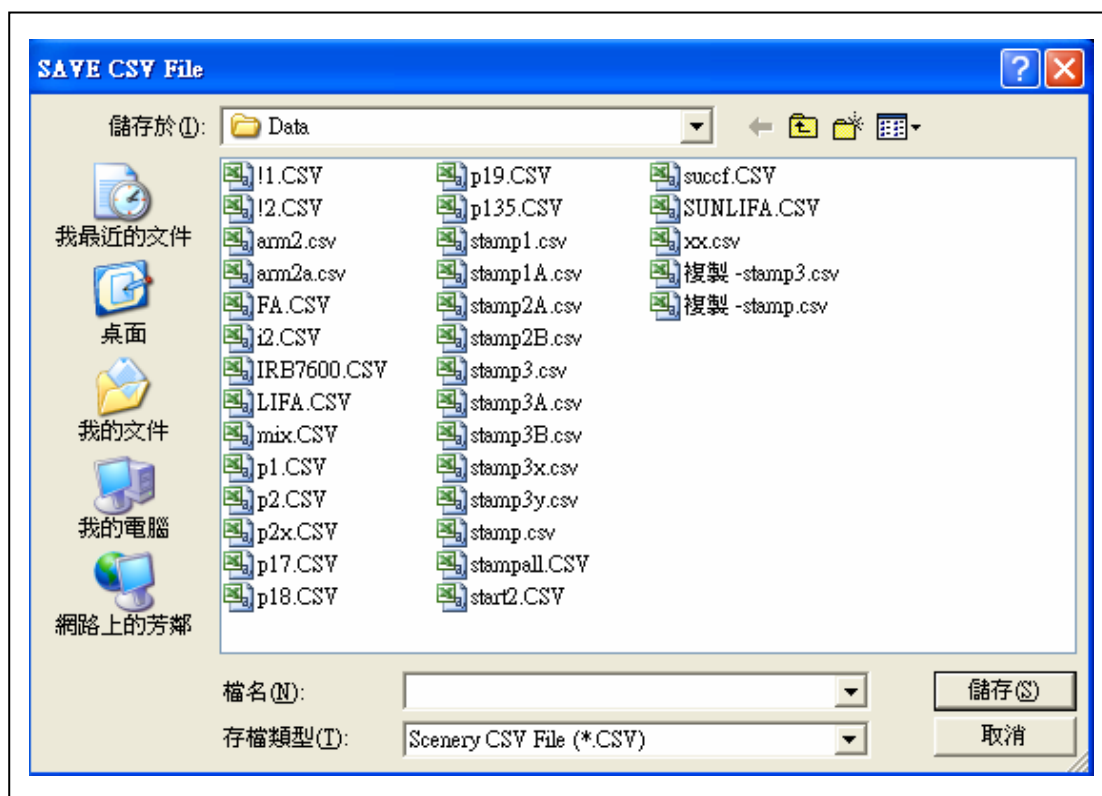 SAVE CSV File
儲存於(I):
Data
我最近的文件
桌面
我的文件
我的電腦
網路上的芳鄰
!1.CSV
!2.CSV
arm2.csv
arm2a.csv
FA.CSV
i2.CSV
IRB7600.CSV
LIFA.CSV
mix.CSV
p1.CSV
p2.CSV
p2x.CSV
p17.CSV
p18.CSV
p19.CSV
p135.CSV
stamp1.csv
stamp1A.csv
stamp2A.csv
stamp2B.csv
stamp3.csv
stamp3A.csv
stamp3B.csv
stamp3x.csv
stamp3y.csv
stamp.csv
stampall.CSV
start2.CSV
succf.CSV
SUNLIFA.CSV
xx.csv
複製 -stamp3.csv
複製 -stamp.csv
檔名(N):
儲存(S)
存檔類型(T):
Scenery CSV File (*.CSV)
取消